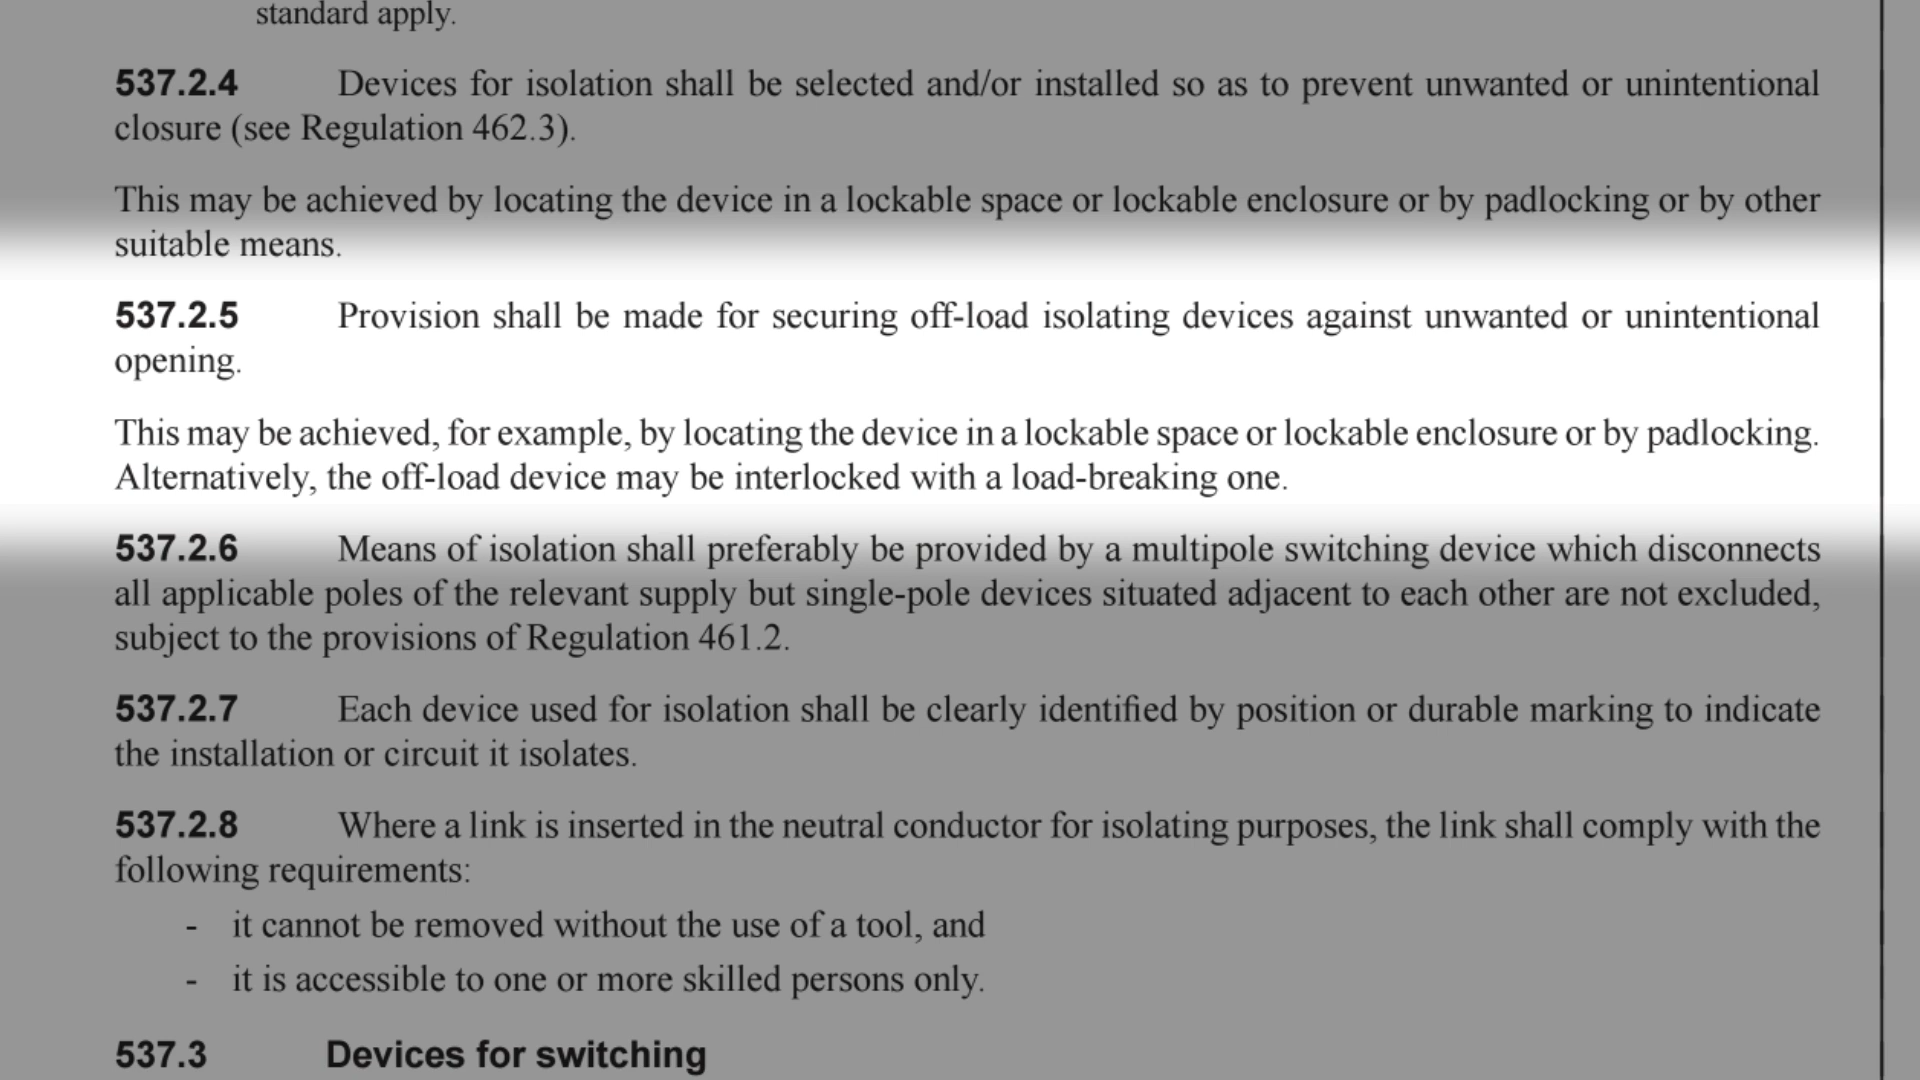 standard apply.
537.2.4 Devices for isolation shall be selected and/or installed so as to prevent unwanted or unintentional
closure (see Regulation 462.3).
This may be achieved by locating the device in a lockable space or lockable enclosure or by padlocking or by other
suitable means.
537.2.5 Provision shall be made for securing off-load isolating devices against unwanted or unintentional
opening.
This may be achieved, for example, by locating the device in a lockable space or lockable enclosure or by padlocking.
Alternatively, the off-load device may be interlocked with a load-breaking one.
537.2.6 Means of isolation shall preferably be provided by a multipole switching device which disconnects
all applicable poles of the relevant supply but single-pole devices situated adjacent to each other are not excluded,
subject to the provisions of Regulation 461.2.
537.2.7 Each device used for isolation shall be clearly identified by position or durable marking to indicate
the installation or circuit it isolates.
537.2.8 Where a link is inserted in the neutral conductor for isolating purposes, the link shall comply with the
following requirements:
- it cannot be removed without the use of a tool, and
- it is accessible to one or more skilled persons only.
537.3 Devices for switching